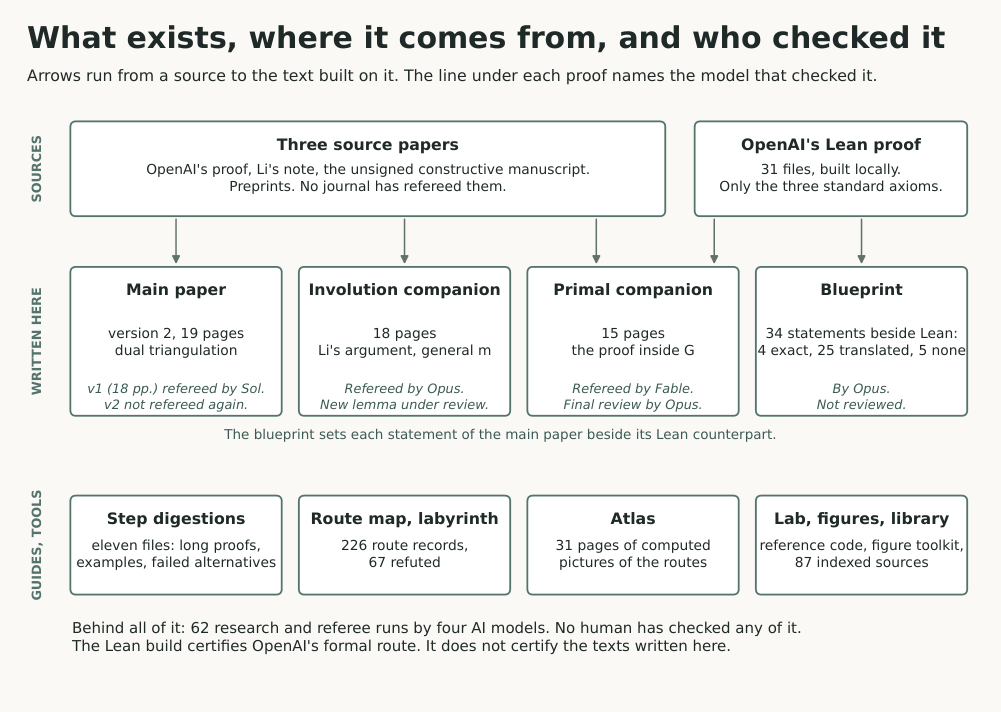 What exists, where it comes from, and who checked it
Arrows run from a source to the text built on it. The line under each proof names the model that checked it.
SOURCES
Three source papers
OpenAI's proof, Li's note, the unsigned constructive manuscript.
Preprints. No journal has refereed them.
OpenAI's Lean proof
31 files, built locally.
Only the three standard axioms.
WRITTEN HERE
Main paper
version 2, 19 pages
dual triangulation
v1 (18 pp.) refereed by Sol.
v2 not refereed again.
Involution companion
18 pages
Li's argument, general m
Refereed by Opus.
New lemma under review.
Primal companion
15 pages
the proof inside G
Refereed by Fable.
Final review by Opus.
Blueprint
34 statements beside Lean:
4 exact, 25 translated, 5 none
By Opus.
Not reviewed.
The blueprint sets each statement of the main paper beside its Lean counterpart.
GUIDES, TOOLS
Step digestions
eleven files: long proofs,
examples, failed alternatives
Route map, labyrinth
226 route records,
67 refuted
Atlas
31 pages of computed
pictures of the routes
Lab, figures, library
reference code, figure toolkit,
87 indexed sources
Behind all of it: 62 research and referee runs by four AI models. No human has checked any of it.
The Lean build certifies OpenAI's formal route. It does not certify the texts written here.